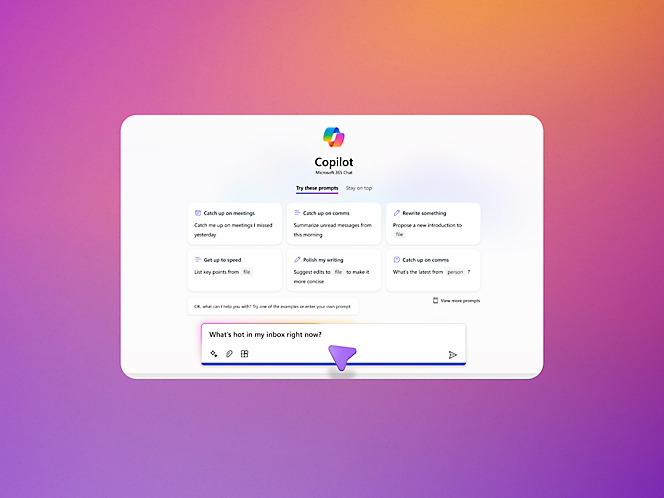 Copilot
Microsoft 365 Chat
Try these prompts Stay on top
Catch up on meetings
Catch me up on meetings I missed
yesterday
Catch up on comms
Summarize unread messages from
this morning
Rewrite something
Propose a new introduction to
file
Get up to speed
List key points from file
Polish my writing
Suggest edits to file to make it
more concise
Catch up on comms
What's the latest from person ?
View more prompts
OK, what can I help you with? Try one of the examples or enter your own prompt
What's hot in my inbox right now?